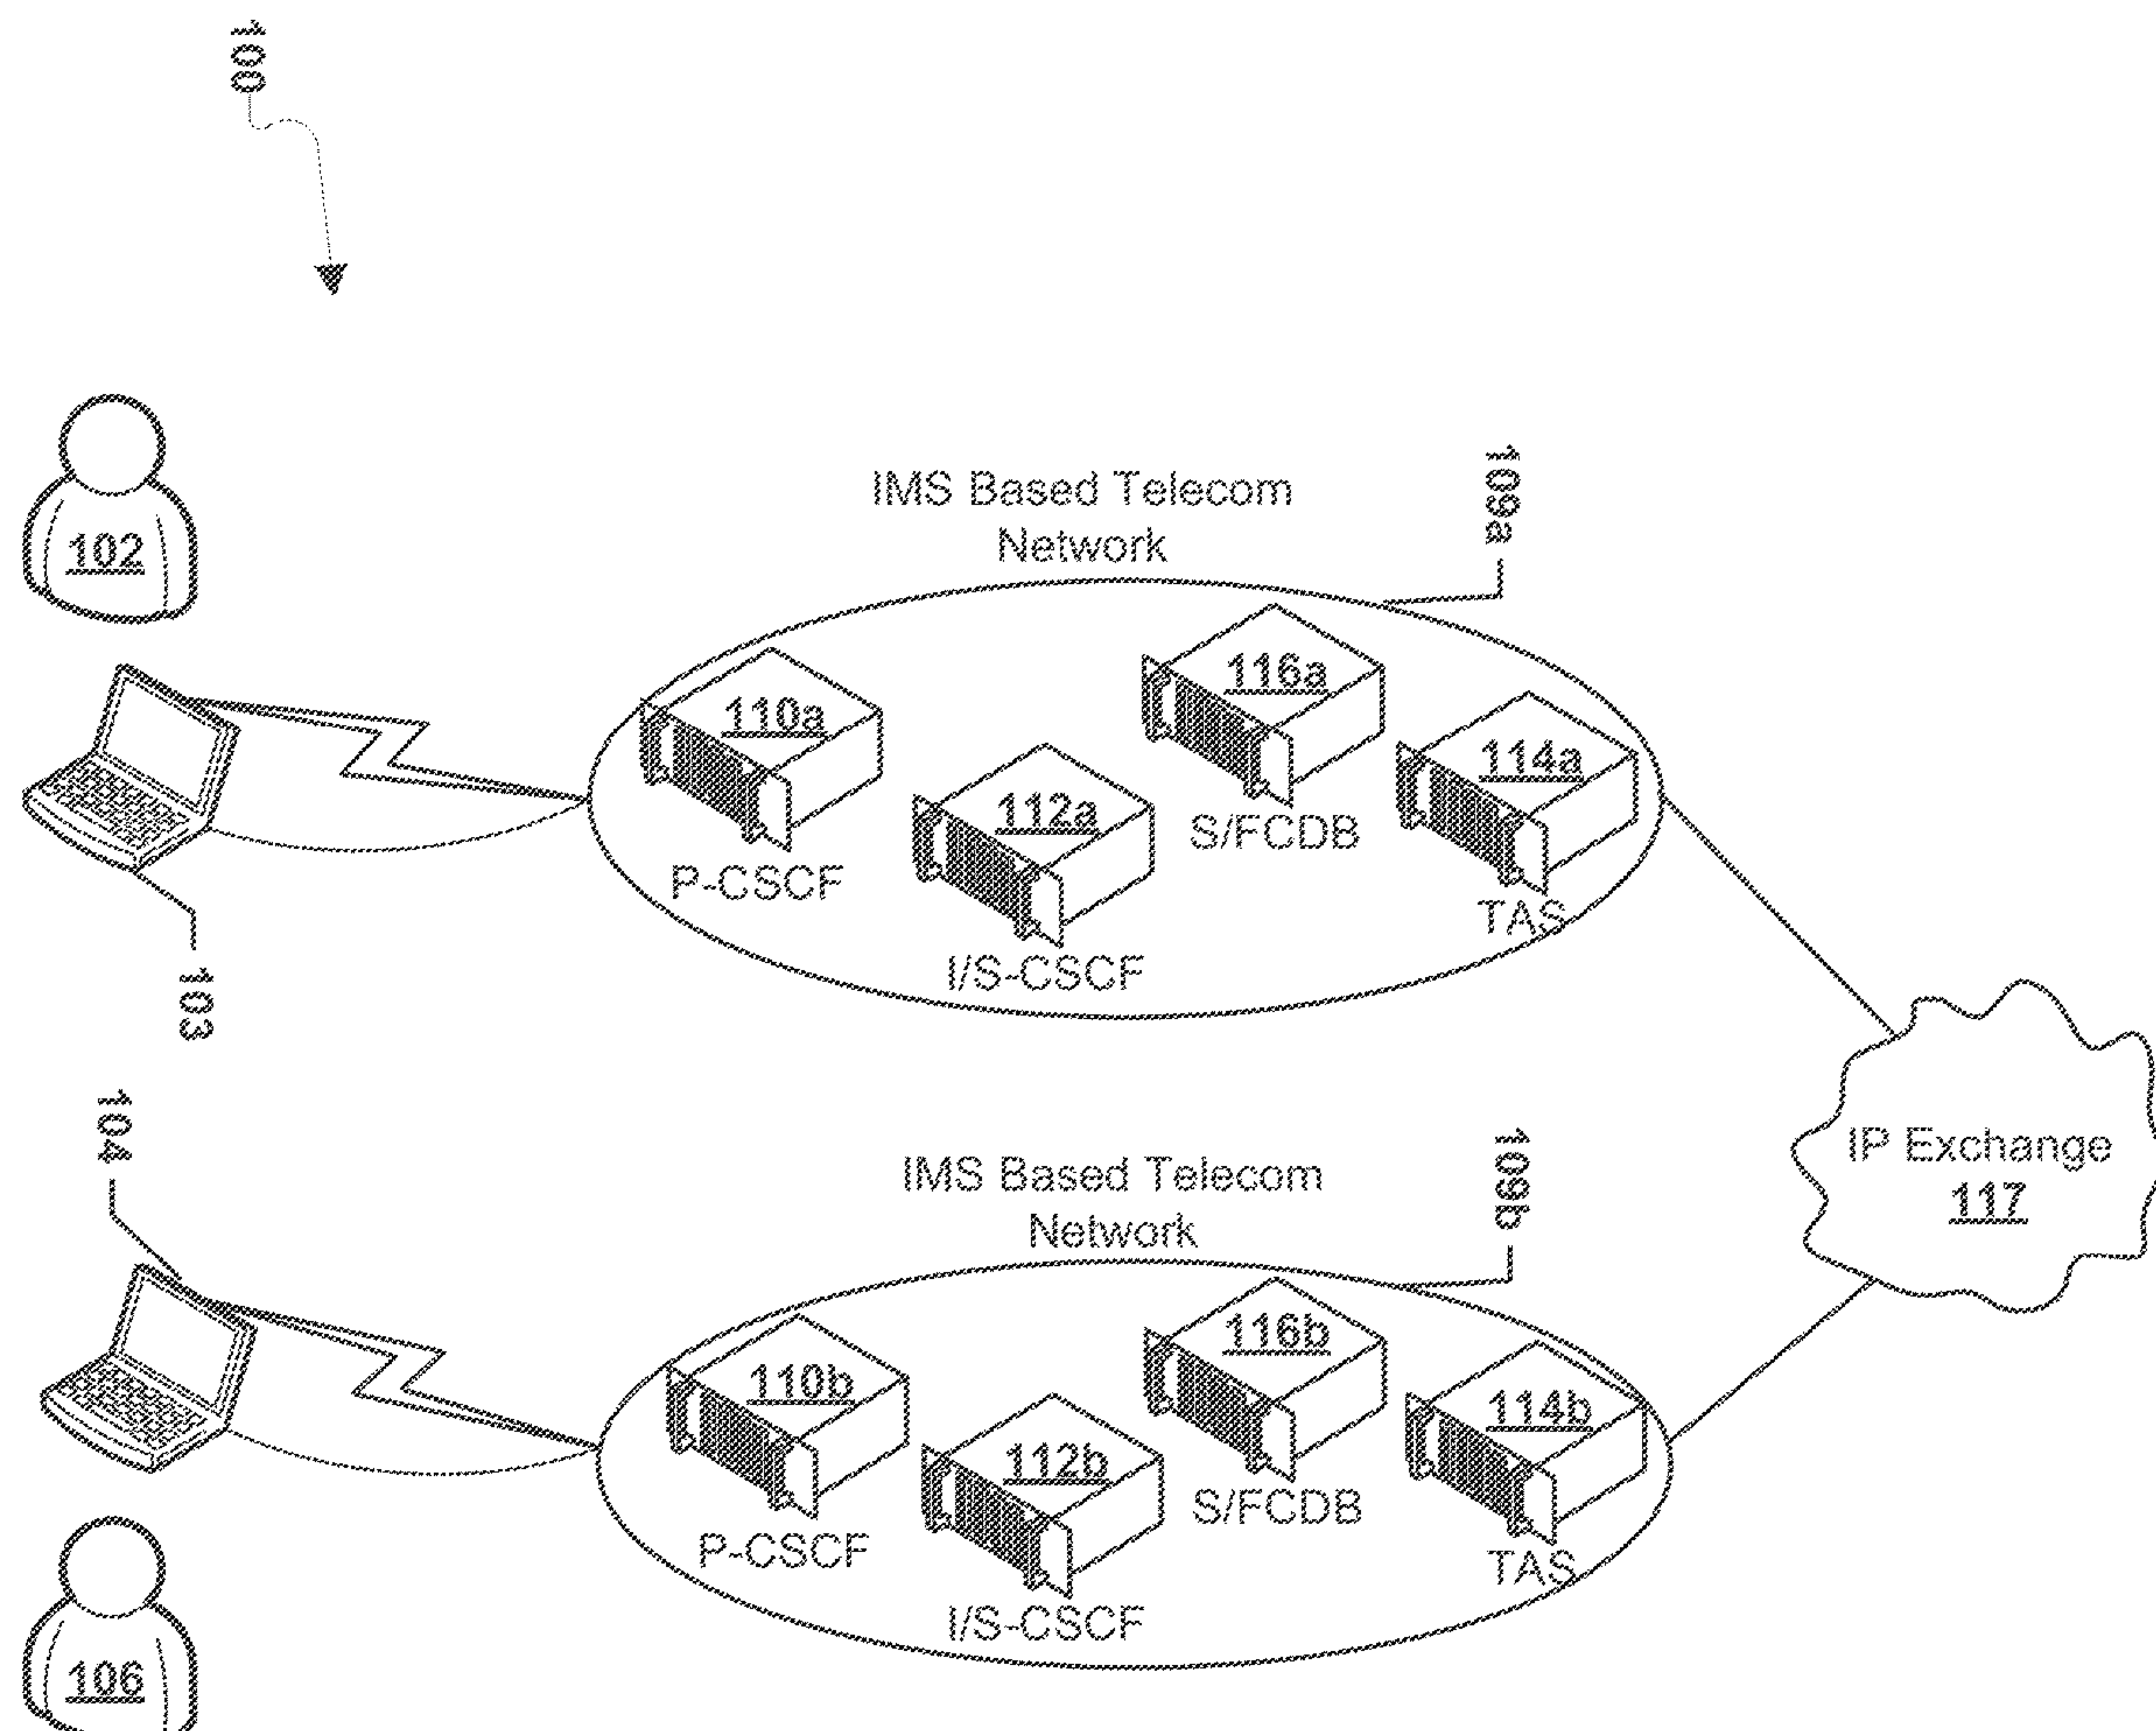 100
102
IMS Based Telecom
Network
109a
110a
P-CSCF
112a
I/S-CSCF
116a
S/FCDB
114a
TAS
103
IP Exchange
117
104
IMS Based Telecom
Network
109b
110b
P-CSCF
112b
I/S-CSCF
116b
S/FCDB
114b
TAS
106